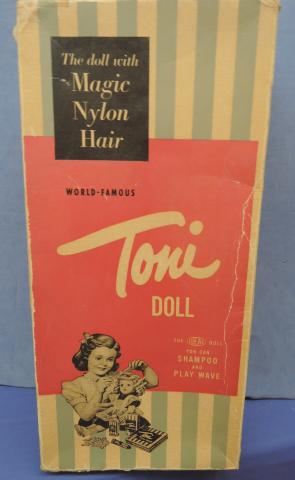 The doll with
Magic
Nylon
Hair
WORLD-FAMOUS
Toni
DOLL
THE IDEAL DOLL
YOU CAN
SHAMPOO
AND
PLAY WAVE